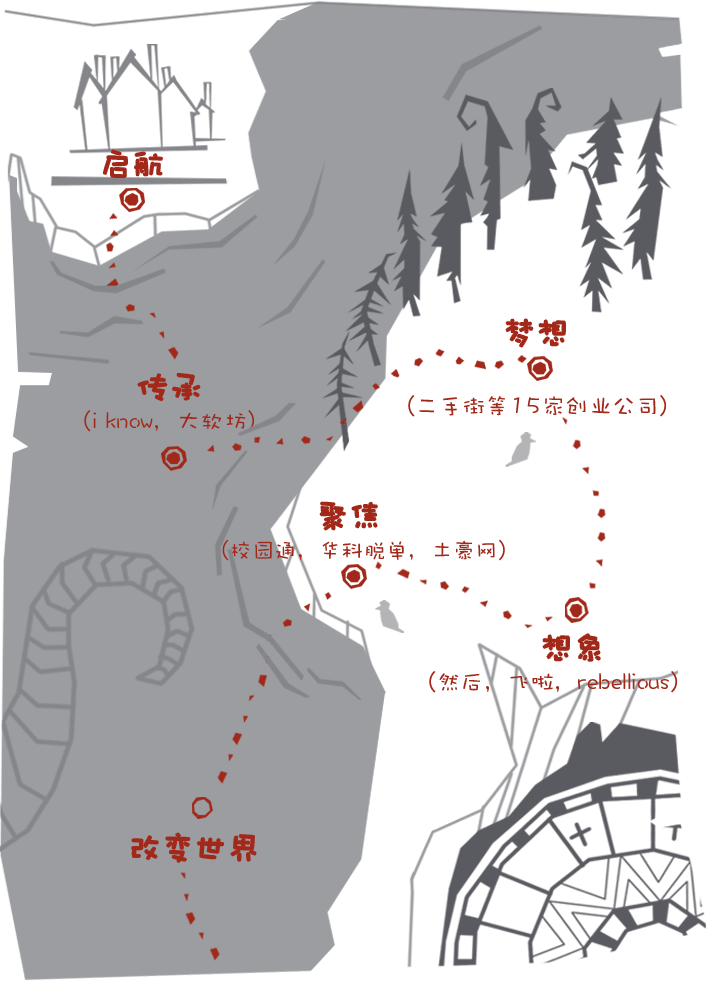 启航
传承
(i know, 大软坊)
梦想
(二手街等15家创业公司)
聚焦
(校园通, 华科脱单, 土豪网)
想象
(然后, 飞啦, rebellious)
改变世界